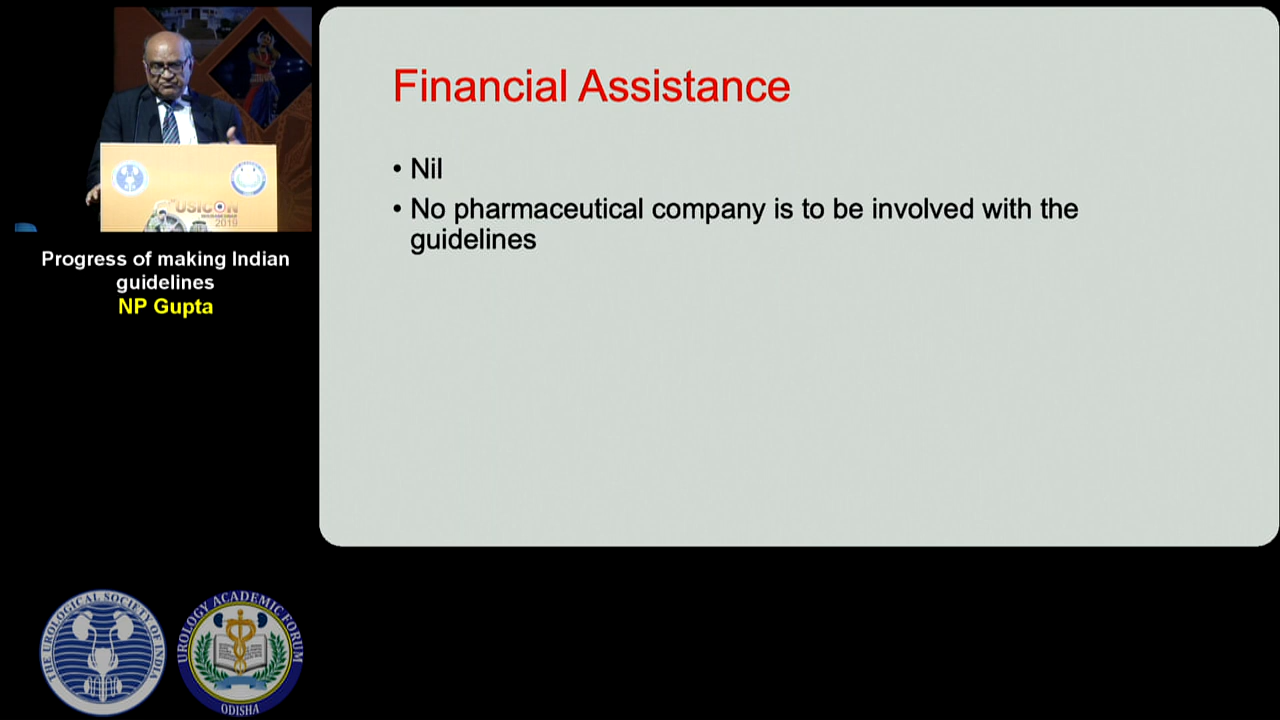 Financial Assistance
• Nil
• No pharmaceutical company is to be involved with the
guidelines
USICON
2019
Progress of making Indian
guidelines
NP Gupta
THE UROLOGICAL SOCIETY OF INDIA
UROLOGY ACADEMIC FORUM
ODISHA